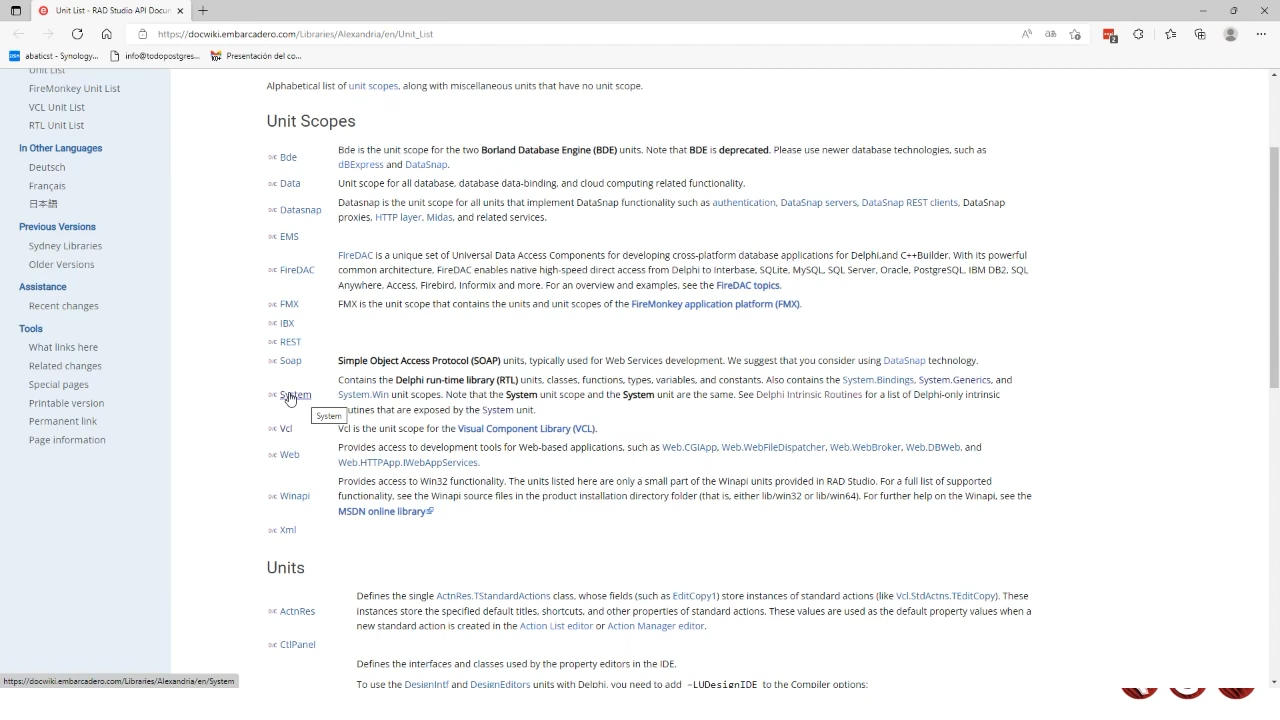 Unit List - RAD Studio API Docum
https://docwiki.embarcadero.com/Libraries/Alexandria/en/Unit_List
abaticst - Synology...
info@todopostgres...
Presentación del co...
Unit List
FireMonkey Unit List
VCL Unit List
RTL Unit List
In Other Languages
Deutsch
Français
日本語
Previous Versions
Sydney Libraries
Older Versions
Assistance
Recent changes
Tools
What links here
Related changes
Special pages
Printable version
Permanent link
Page information
Alphabetical list of unit scopes, along with miscellaneous units that have no unit scope.
Unit Scopes
Bde
Bde is the unit scope for the two Borland Database Engine (BDE) units. Note that BDE is deprecated. Please use newer database technologies, such as
dBExpress and DataSnap.
Data
Unit scope for all database, database data-binding, and cloud computing related functionality.
Datasnap
Datasnap is the unit scope for all units that implement DataSnap functionality such as authentication, DataSnap servers, DataSnap REST clients, DataSnap
proxies, HTTP layer, Midas, and related services.
EMS
FireDAC
FireDAC is a unique set of Universal Data Access Components for developing cross-platform database applications for Delphi,and C++Builder. With its powerful
common architecture, FireDAC enables native high-speed direct access from Delphi to Interbase, SQLite, MySQL, SQL Server, Oracle, PostgreSQL, IBM DB2, SQL
Anywhere, Access, Firebird, Informix and more. For an overview and examples, see the FireDAC topics.
FMX
FMX is the unit scope that contains the units and unit scopes of the FireMonkey application platform (FMX).
IBX
REST
Soap
Simple Object Access Protocol (SOAP) units, typically used for Web Services development. We suggest that you consider using DataSnap technology.
System
Contains the Delphi run-time library (RTL) units, classes, functions, types, variables, and constants. Also contains the System.Bindings, System.Generics, and
System.Win unit scopes. Note that the System unit scope and the System unit are the same. See Delphi Intrinsic Routines for a list of Delphi-only intrinsic
utines that are exposed by the System unit.
System
Vcl
Vcl is the unit scope for the Visual Component Library (VCL).
Web
Provides access to development tools for Web-based applications, such as Web.CGIApp, Web.WebFileDispatcher, Web.WebBroker, Web.DBWeb, and
Web.HTTPApp.IWebAppServices.
Winapi
Provides access to Win32 functionality. The units listed here are only a small part of the Winapi units provided in RAD Studio. For a full list of supported
functionality, see the Winapi source files in the product installation directory folder (that is, either lib/win32 or lib/win64). For further help on the Winapi, see the
MSDN online library
Xml
Units
ActnRes
Defines the single ActnRes.TStandardActions class, whose fields (such as EditCopy1) store instances of standard actions (like Vcl.StdActns.TEditCopy). These
instances store the specified default titles, shortcuts, and other properties of standard actions. These values are used as the default property values when a
new standard action is created in the Action List editor or Action Manager editor.
CtlPanel
Defines the interfaces and classes used by the property editors in the IDE.
To use the DesignIntf and DesignEditors units with Delphi, you need to add -LUDesignIDE to the Compiler options:
https://docwiki.embarcadero.com/Libraries/Alexandria/en/System